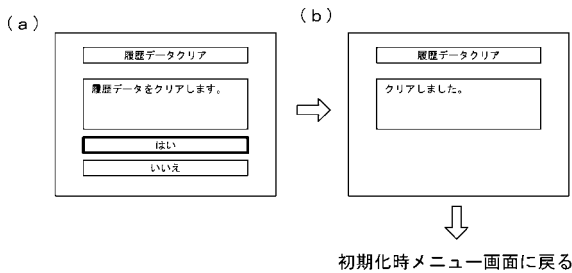 (a)
履歴データクリア
履歴データをクリアします。
はい
いいえ
(b)
履歴データクリア
クリアしました。
初期化時メニュー画面に戻る